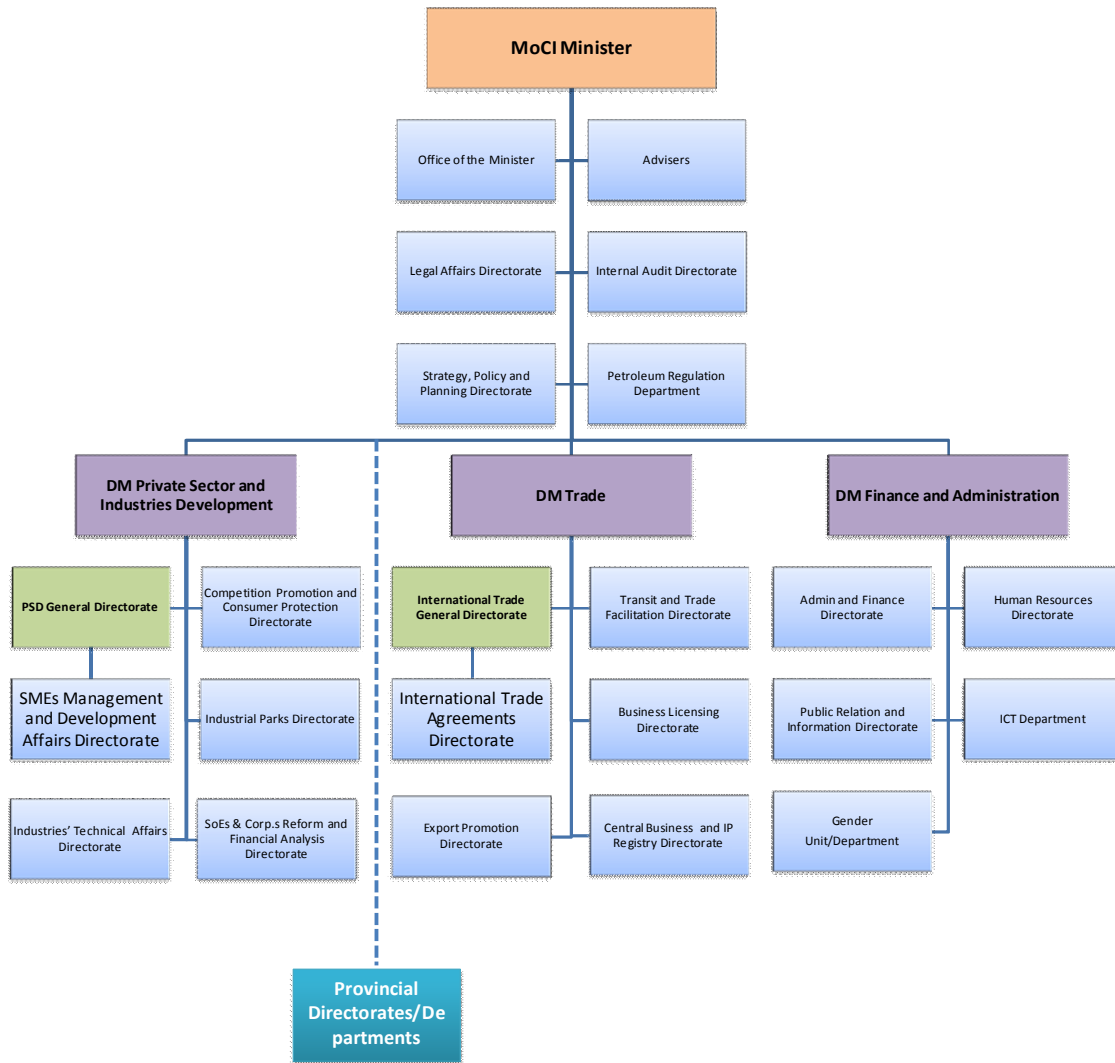 MoCI Minister
Office of the Minister
Advisers
Legal Affairs Directorate
Internal Audit Directorate
Strategy, Policy and
Planning Directorate
Petroleum Regulation
Department
DM Private Sector and
Industries Development
DM Trade
DM Finance and Administration
PSD General Directorate
Competition Promotion and
Consumer Protection
Directorate
International Trade
General Directorate
Transit and Trade
Facilitation Directorate
Admin and Finance
Directorate
Human Resources
Directorate
SMEs Management
and Development
Affairs Directorate
Industrial Parks Directorate
International Trade
Agreements
Directorate
Business Licensing
Directorate
Public Relation and
Information Directorate
ICT Department
Industries’ Technical Affairs
Directorate
SoEs & Corp.s Reform and
Financial Analysis
Directorate
Export Promotion
Directorate
Central Business and IP
Registry Directorate
Gender
Unit/Department
Provincial
Directorates/De
partments